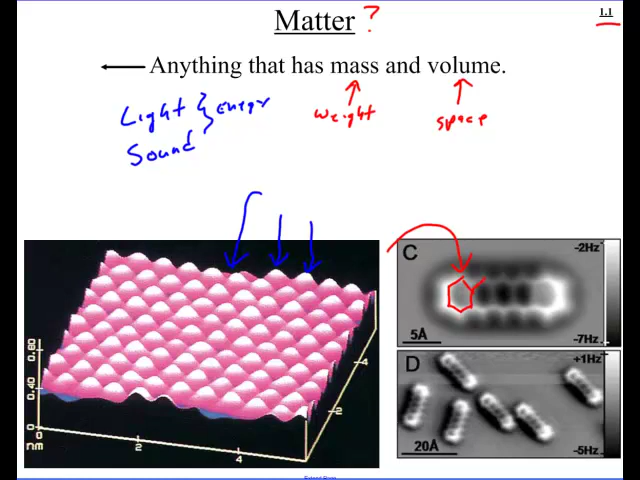 Matter ?
1.1
Anything that has mass and volume.
Light } energy
Sound
weight
space
C
-2Hz
5Å
-7Hz
D
+1Hz
20Å
-5Hz
0.80
0.40
0
0
nm
2
4
2
4